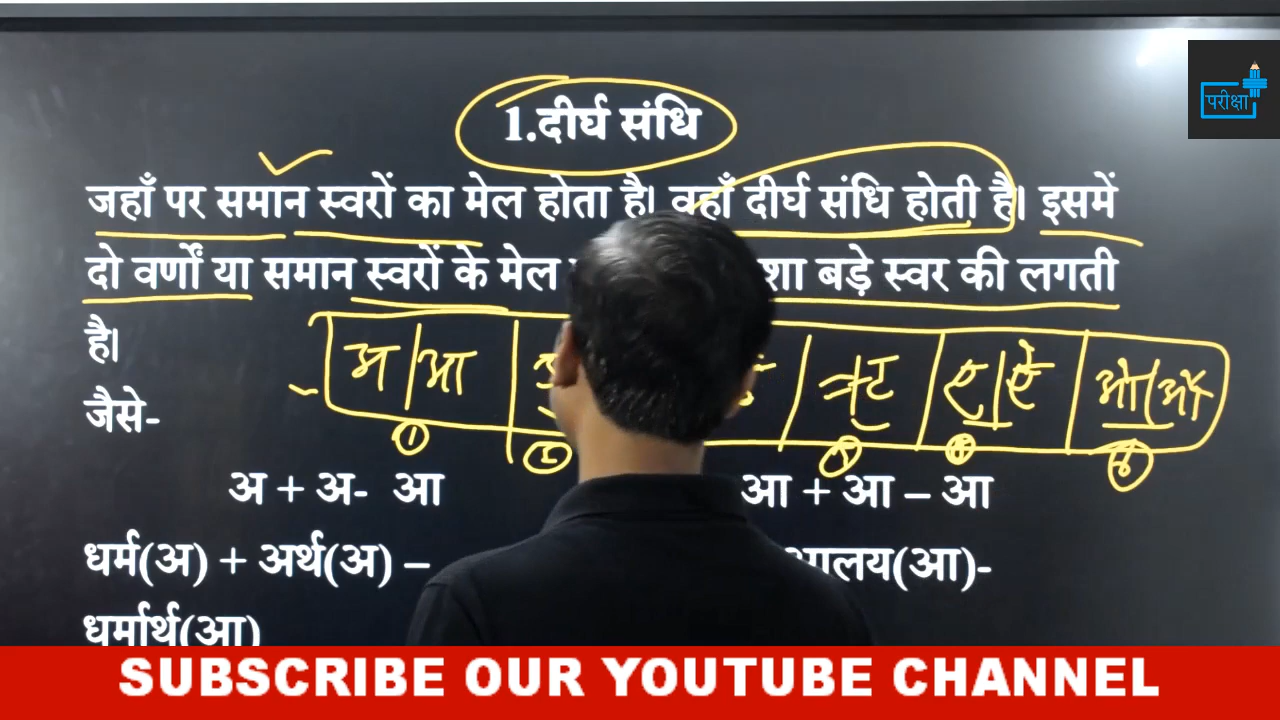 1.दीर्घ संधि
परीक्षा
जहाँ पर समान स्वरों का मेल होता है। वहाँ दीर्घ संधि होती है। इसमें
दो वर्णों या समान स्वरों के मेल बड़े स्वर की लगती
है।
अ आ ऋ ए ऐ ओ औ
जैसे-
अ + अ- आ आ + आ – आ
धर्म(अ) + अर्थ(अ) – आलय(आ)-
धर्मार्थ(आ)
SUBSCRIBE OUR YOUTUBE CHANNEL